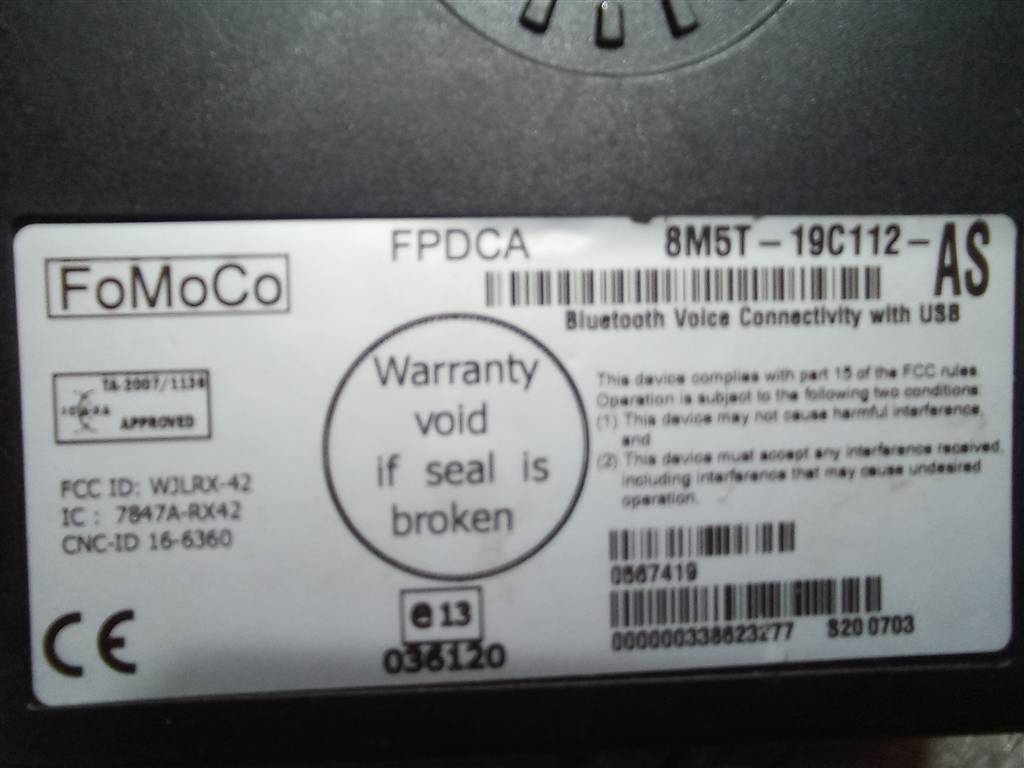 FoMoCo
FPDCA
8M5T-19C112-AS
Bluetooth Voice Connectivity with USB
TA-2007/1138
APPROVED
FCC ID: WJLRX-42
IC : 7847A-RX42
CNC-ID 16-6360
Warranty
void
if seal is
broken
This device complies with part 15 of the FCC rules.
Operation is subject to the following two conditions:
(1) This device may not cause harmful interference,
and
(2) This device must accept any interference received,
including interference that may cause undesired
operation.
0667419
000000338623277 S20 0703
CE
e 13
036120